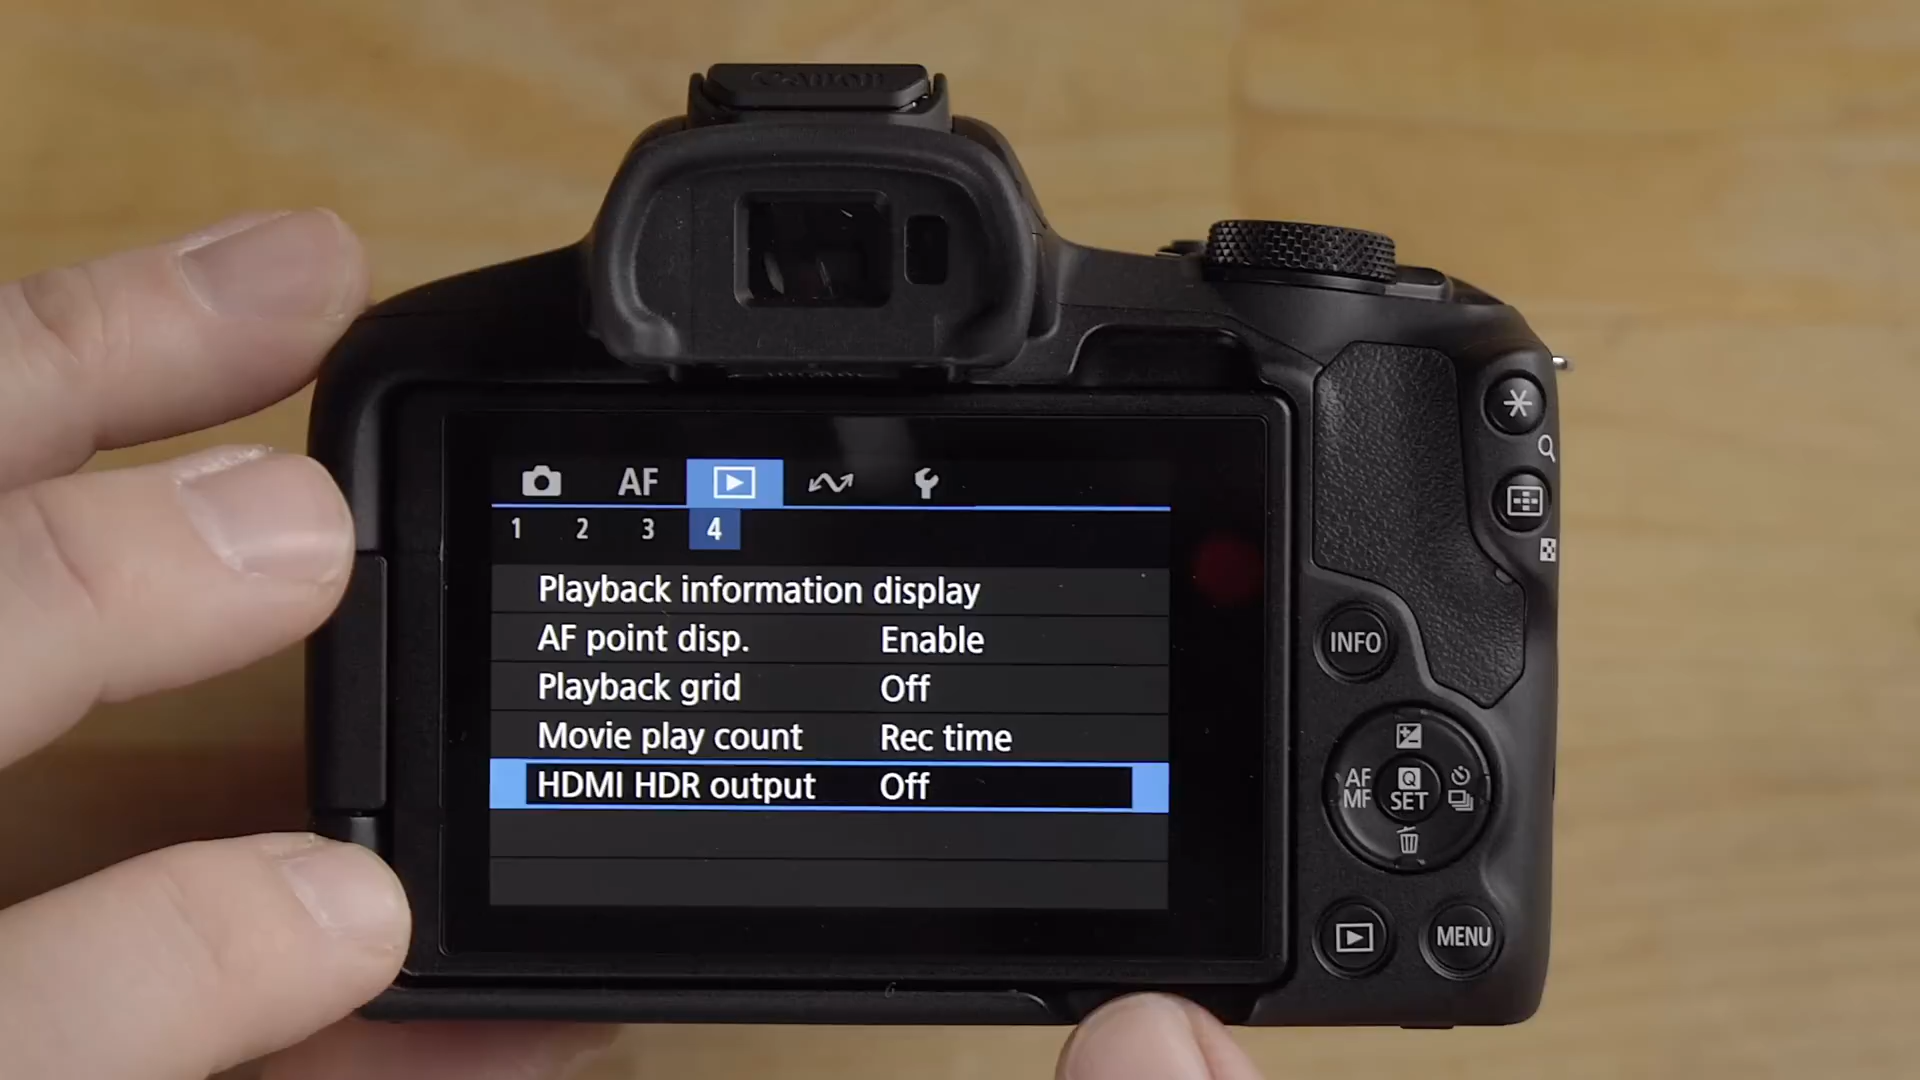 Canon
AF
1 2 3 4
Playback information display
AF point disp. Enable
Playback grid Off
Movie play count Rec time
HDMI HDR output Off
INFO
AF
MF
Q
SET
MENU